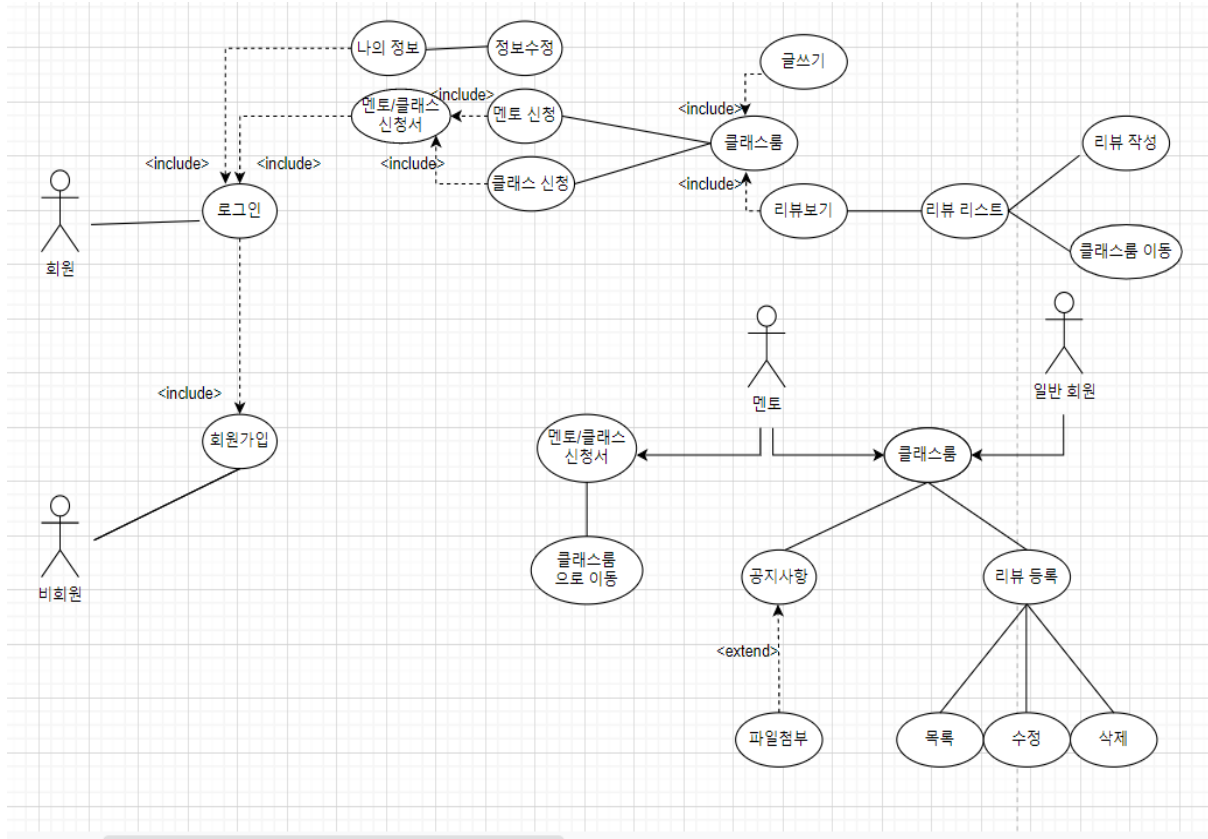 나의 정보
정보수정
글쓰기
<include>
멘토/클래스
신청서
멘토 신청
<include>
클래스룸
리뷰 작성
<include>
<include>
<include>
클래스 신청
<include>
로그인
리뷰보기
리뷰 리스트
클래스룸 이동
회원
<include>
멘토
일반 회원
회원가입
멘토/클래스
신청서
클래스룸
비회원
클래스룸
으로 이동
공지사항
리뷰 등록
<extend>
파일첨부
목록
수정
삭제